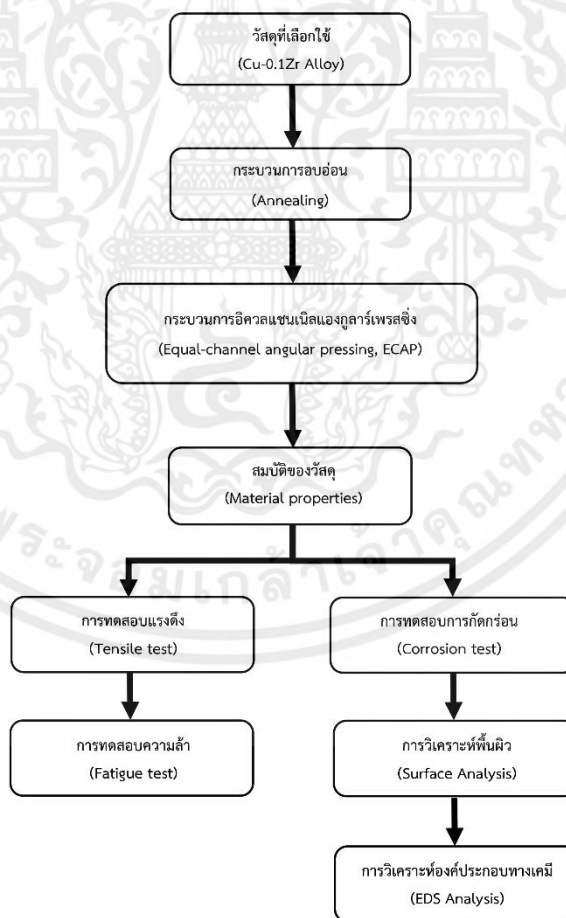 วัสดุที่เลือกใช้
(Cu-0.1Zr Alloy)
กระบวนการอบอ่อน
(Annealing)
กระบวนการอิควลแชนเนิลแองกูลาร์เพรสซิ่ง
(Equal-channel angular pressing, ECAP)
สมบัติของวัสดุ
(Material properties)
การทดสอบแรงดึง
(Tensile test)
การทดสอบความล้า
(Fatigue test)
การทดสอบการกัดกร่อน
(Corrosion test)
การวิเคราะห์พื้นผิว
(Surface Analysis)
การวิเคราะห์องค์ประกอบทางเคมี
(EDS Analysis)